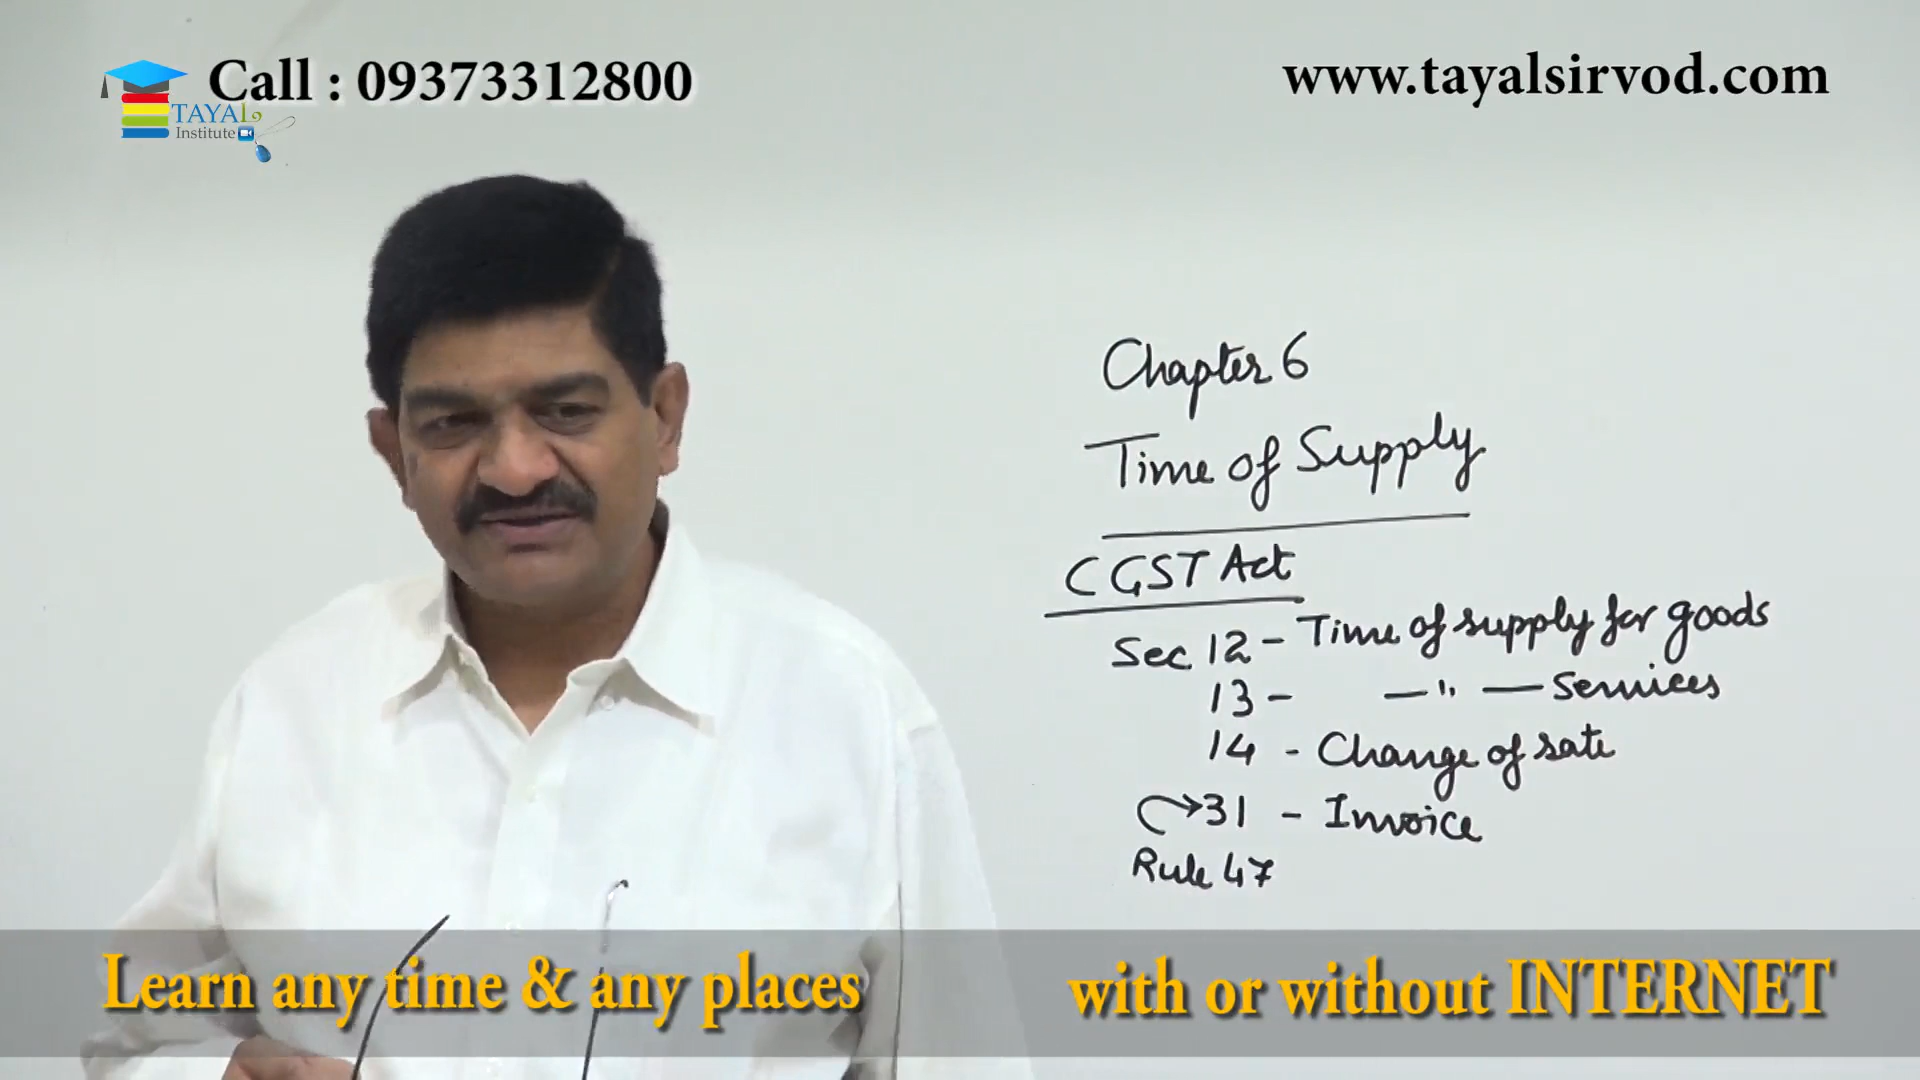 Call : 09373312800
www.tayalsirvod.com
TAYAL
Institute
Chapter 6
Time of Supply
CGST Act
Sec 12 - Time of supply for goods
13 - —"— Services
14 - Change of rate
31 - Invoice
Rule 47
Learn any time & any places
with or without INTERNET